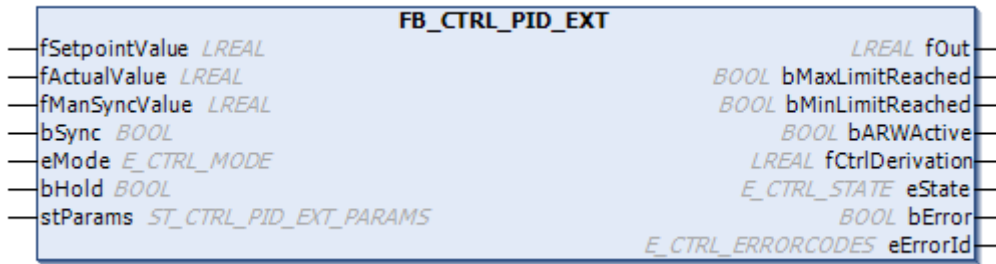 FB_CTRL_PID_EXT
fSetpointValue LREAL LREAL fOut
fActualValue LREAL BOOL bMaxLimitReached
fManSyncValue LREAL BOOL bMinLimitReached
bSync BOOL BOOL bARWActive
eMode E_CTRL_MODE LREAL fCtrlDerivation
bHold BOOL E_CTRL_STATE eState
stParams ST_CTRL_PID_EXT_PARAMS BOOL bError
E_CTRL_ERRORCODES eErrorId